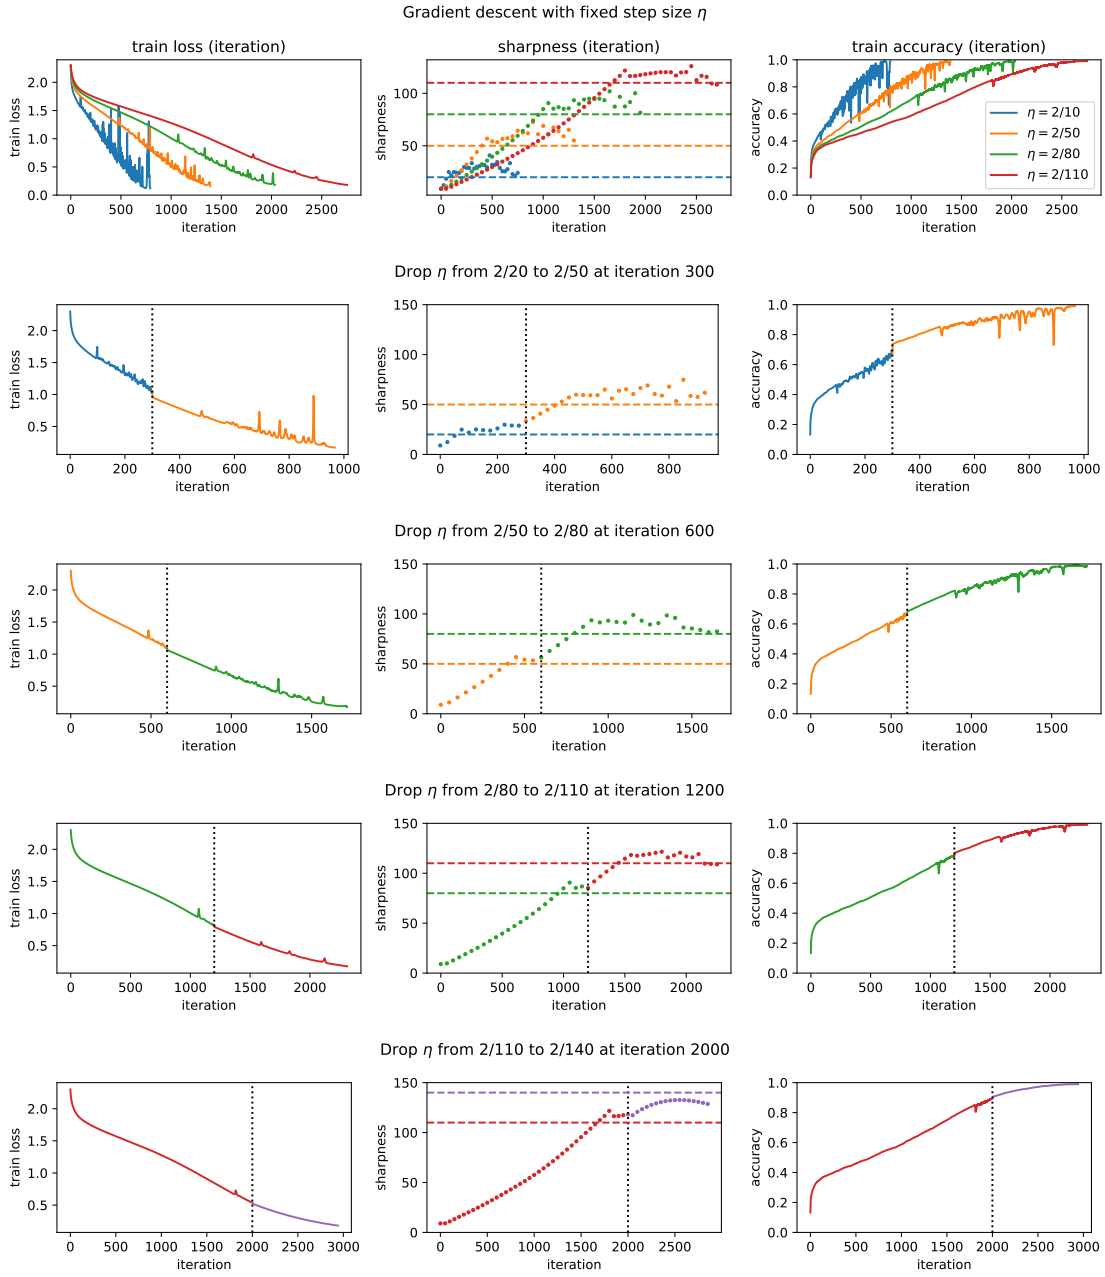 Gradient descent with fixed step size η
train loss (iteration)
sharpness (iteration)
train accuracy (iteration)
train loss
2.0
1.5
1.0
0.5
0.0
0 500 1000 1500 2000 2500
iteration
sharpness
100
50
0 500 1000 1500 2000 2500
iteration
accuracy
1.0
0.8
0.6
0.4
0.2
0.0
0 500 1000 1500 2000 2500
iteration
η = 2/10
η = 2/50
η = 2/80
η = 2/110
Drop η from 2/20 to 2/50 at iteration 300
train loss
2.0
1.5
1.0
0.5
0 200 400 600 800 1000
iteration
sharpness
150
100
50
0
0 200 400 600 800
iteration
accuracy
1.0
0.8
0.6
0.4
0.2
0.0
0 200 400 600 800 1000
iteration
Drop η from 2/50 to 2/80 at iteration 600
train loss
2.0
1.5
1.0
0.5
0 500 1000 1500
iteration
sharpness
150
100
50
0
0 500 1000 1500
iteration
accuracy
1.0
0.8
0.6
0.4
0.2
0.0
0 500 1000 1500
iteration
Drop η from 2/80 to 2/110 at iteration 1200
train loss
2.0
1.5
1.0
0.5
0 500 1000 1500 2000
iteration
sharpness
150
100
50
0
0 500 1000 1500 2000
iteration
accuracy
1.0
0.8
0.6
0.4
0.2
0.0
0 500 1000 1500 2000
iteration
Drop η from 2/110 to 2/140 at iteration 2000
train loss
2.0
1.5
1.0
0.5
0 500 1000 1500 2000 2500 3000
iteration
sharpness
150
100
50
0
0 500 1000 1500 2000 2500
iteration
accuracy
1.0
0.8
0.6
0.4
0.2
0.0
0 500 1000 1500 2000 2500 3000
iteration